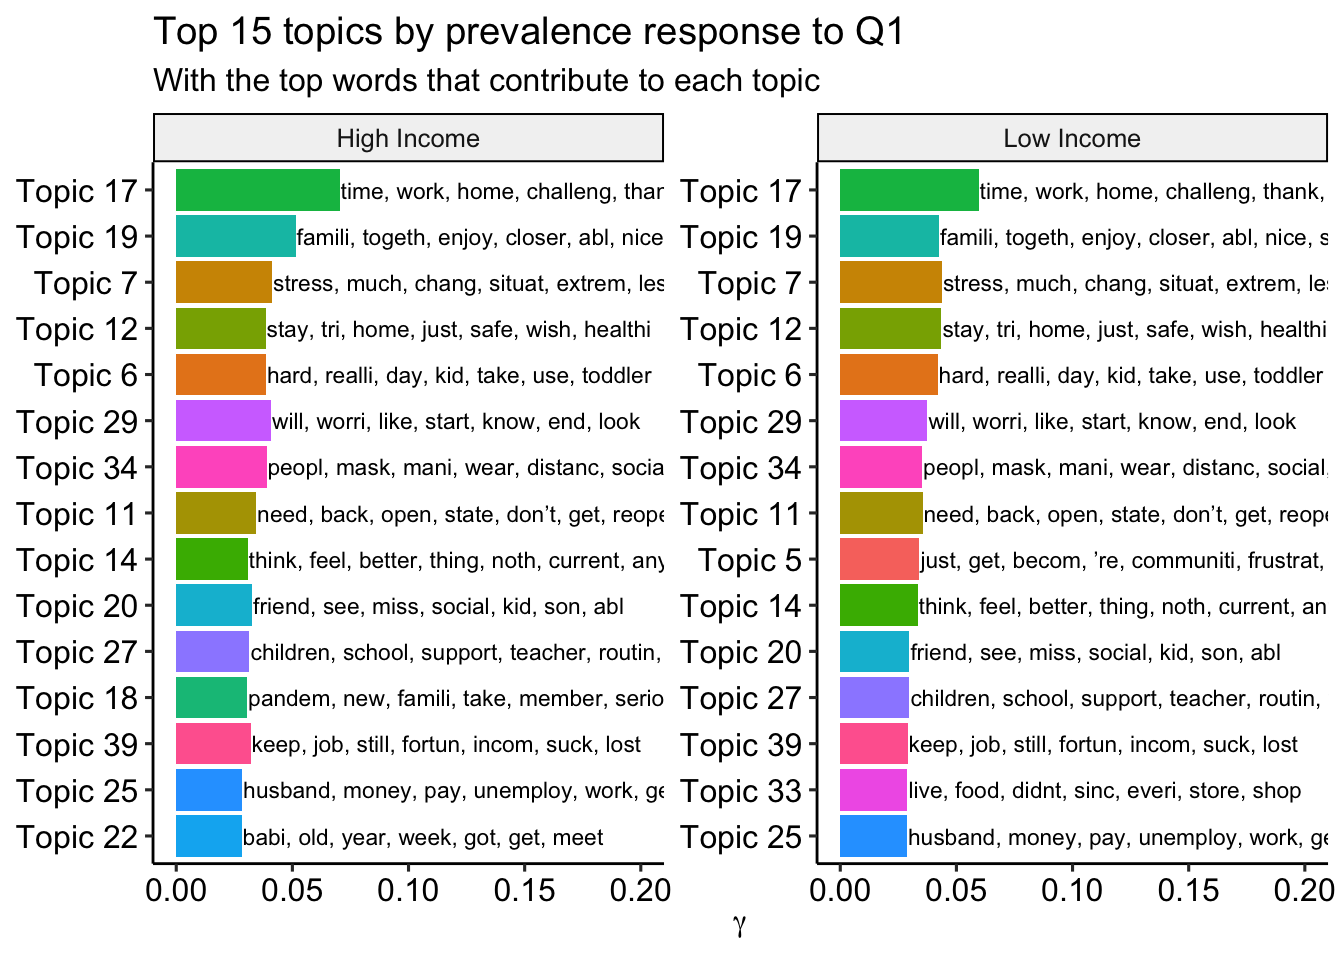 Top 15 topics by prevalence response to Q1
With the top words that contribute to each topic
High Income
Topic 17 time, work, home, challeng, than
Topic 19 famili, togeth, enjoy, closer, abl, nice
Topic 7 stress, much, chang, situat, extrem, les
Topic 12 stay, tri, home, just, safe, wish, healthi
Topic 6 hard, realli, day, kid, take, use, toddler
Topic 29 will, worri, like, start, know, end, look
Topic 34 peopl, mask, mani, wear, distanc, socia
Topic 11 need, back, open, state, don’t, get, reope
Topic 14 think, feel, better, thing, noth, current, any
Topic 20 friend, see, miss, social, kid, son, abl
Topic 27 children, school, support, teacher, routin,
Topic 18 pandem, new, famili, take, member, serio
Topic 39 keep, job, still, fortun, incom, suck, lost
Topic 25 husband, money, pay, unemploy, work, ge
Topic 22 babi, old, year, week, got, get, meet
0.00 0.05 0.10 0.15 0.20
Low Income
Topic 17 time, work, home, challeng, thank,
Topic 19 famili, togeth, enjoy, closer, abl, nice, s
Topic 7 stress, much, chang, situat, extrem, les
Topic 12 stay, tri, home, just, safe, wish, healthi
Topic 6 hard, realli, day, kid, take, use, toddler
Topic 29 will, worri, like, start, know, end, look
Topic 34 peopl, mask, mani, wear, distanc, social,
Topic 11 need, back, open, state, don’t, get, reope
Topic 5 just, get, becom, ’re, communiti, frustrat,
Topic 14 think, feel, better, thing, noth, current, an
Topic 20 friend, see, miss, social, kid, son, abl
Topic 27 children, school, support, teacher, routin,
Topic 39 keep, job, still, fortun, incom, suck, lost
Topic 33 live, food, didnt, sinc, everi, store, shop
Topic 25 husband, money, pay, unemploy, work, ge
0.00 0.05 0.10 0.15 0.20
γ